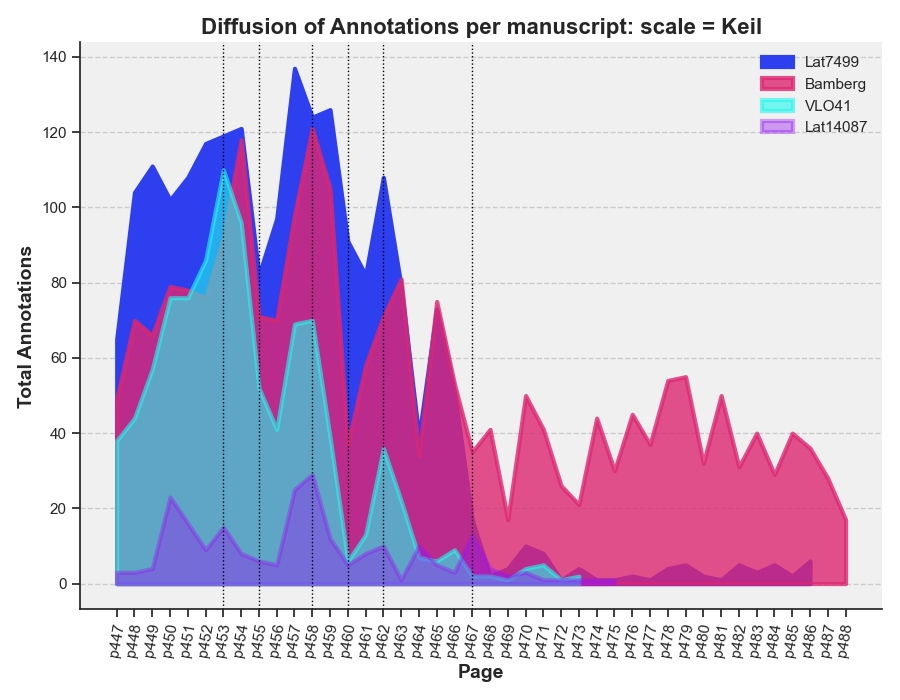 Diffusion of Annotations per manuscript: scale = Keil
Lat7499
Bamberg
VLO41
Lat14087
Total Annotations
140
120
100
80
60
40
20
0
p447
p448
p449
p450
p451
p452
p453
p454
p455
p456
p457
p458
p459
p460
p461
p462
p463
p464
p465
p466
p467
p468
p469
p470
p471
p472
p473
p474
p475
p476
p477
p478
p479
p480
p481
p482
p483
p484
p485
p486
p487
p488
Page